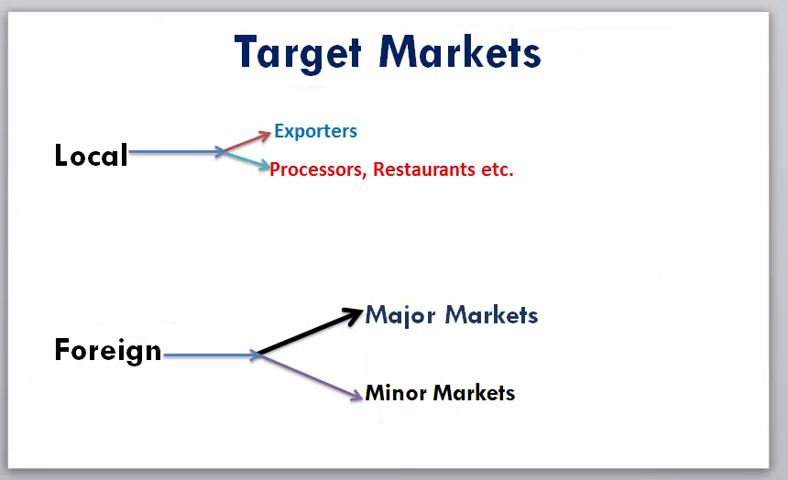 Target Markets
Exporters
Local
Processors, Restaurants etc.
Major Markets
Foreign
Minor Markets